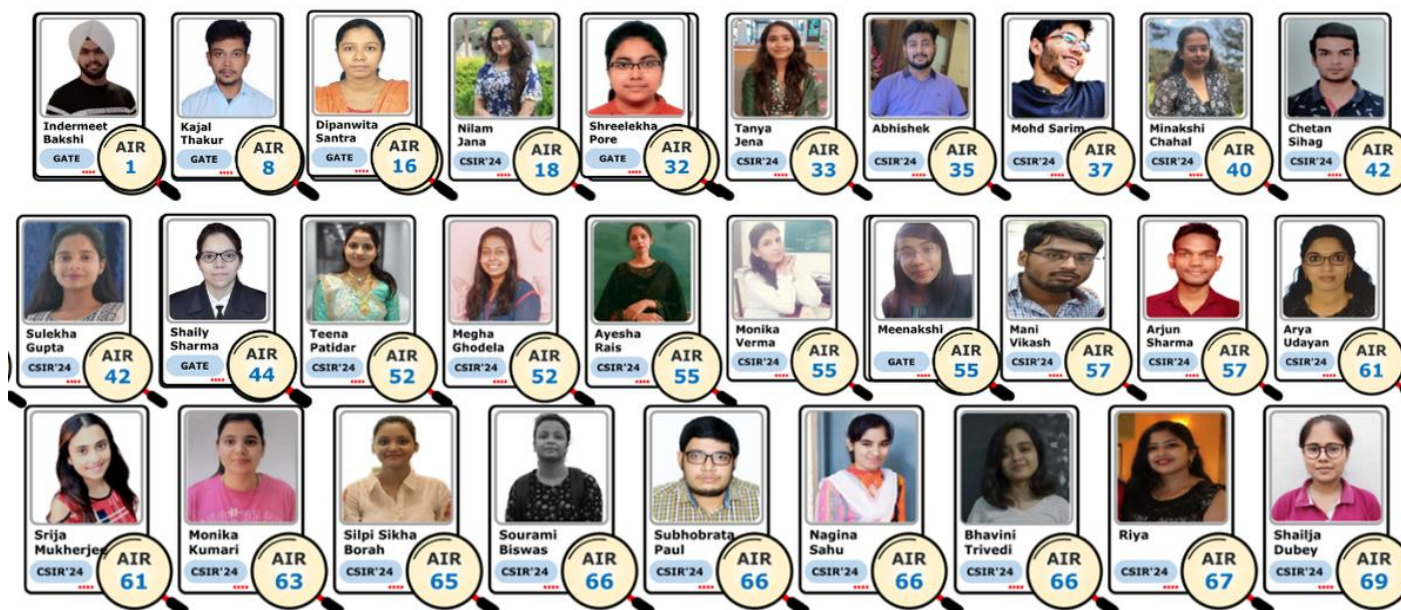 Indermeet
Bakshi
GATE
AIR
1
Kajal
Thakur
GATE
AIR
8
Dipanwita
Santra
GATE
AIR
16
Nilam
Jana
CSIR'24
AIR
18
Shreelekha
Pore
GATE
AIR
32
Tanya
Jena
CSIR'24
AIR
33
Abhishek
CSIR'24
AIR
35
Mohd Sarim
CSIR'24
AIR
37
Minakshi
Chahal
CSIR'24
AIR
40
Chetan
Sihag
CSIR'24
AIR
42
Sulekha
Gupta
CSIR'24
AIR
42
Shaily
Sharma
GATE
AIR
44
Teena
Patidar
CSIR'24
AIR
52
Megha
Ghodela
CSIR'24
AIR
52
Ayesha
Rais
CSIR'24
AIR
55
Monika
Verma
CSIR'24
AIR
55
Meenakshi
GATE
AIR
55
Mani
Vikash
CSIR'24
AIR
57
Arjun
Sharma
CSIR'24
AIR
57
Arya
Udayan
CSIR'24
AIR
61
Srija
Mukherjee
CSIR'24
AIR
61
Monika
Kumari
CSIR'24
AIR
63
Silpi Sikha
Borah
CSIR'24
AIR
65
Sourami
Biswas
CSIR'24
AIR
66
Subhobrata
Paul
CSIR'24
AIR
66
Nagina
Sahu
CSIR'24
AIR
66
Bhavini
Trivedi
CSIR'24
AIR
66
Riya
CSIR'24
AIR
67
Shailja
Dubey
CSIR'24
AIR
69